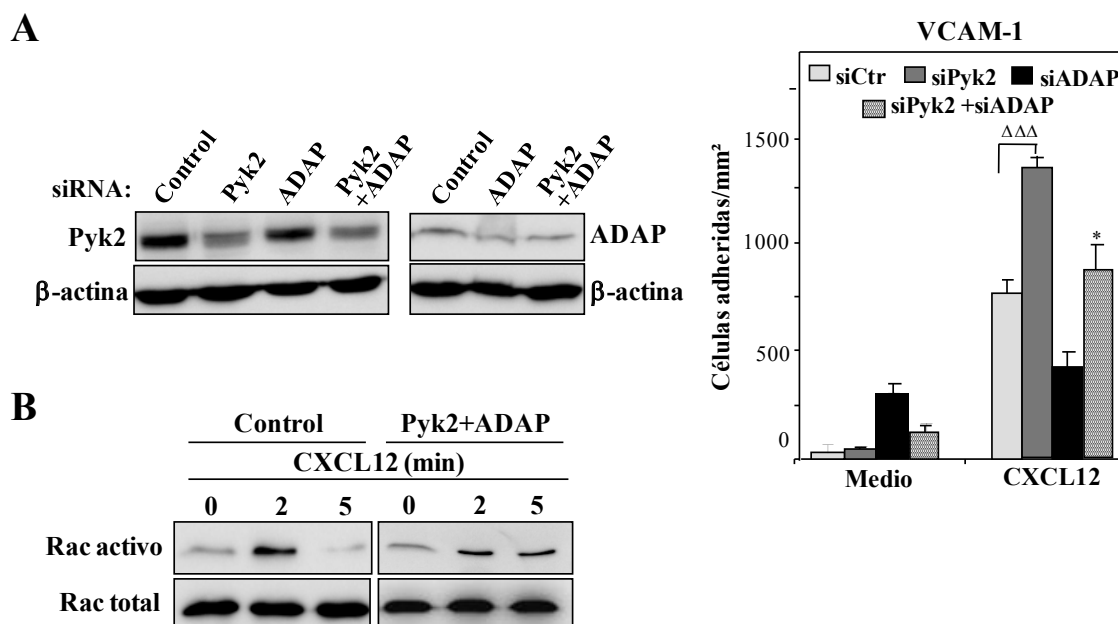 A
siRNA:
Control
Pyk2
ADAP
Pyk2
+ADAP
Control
ADAP
Pyk2
+ADAP
Pyk2
ADAP
β-actina
β-actina
VCAM-1
siCtr
siPyk2
siADAP
siPyk2 +siADAP
Células adheridas/mm²
1500
1000
500
0
ΔΔΔ
*
Medio
CXCL12
B
Control
Pyk2+ADAP
CXCL12 (min)
0 2 5 0 2 5
Rac activo
Rac total